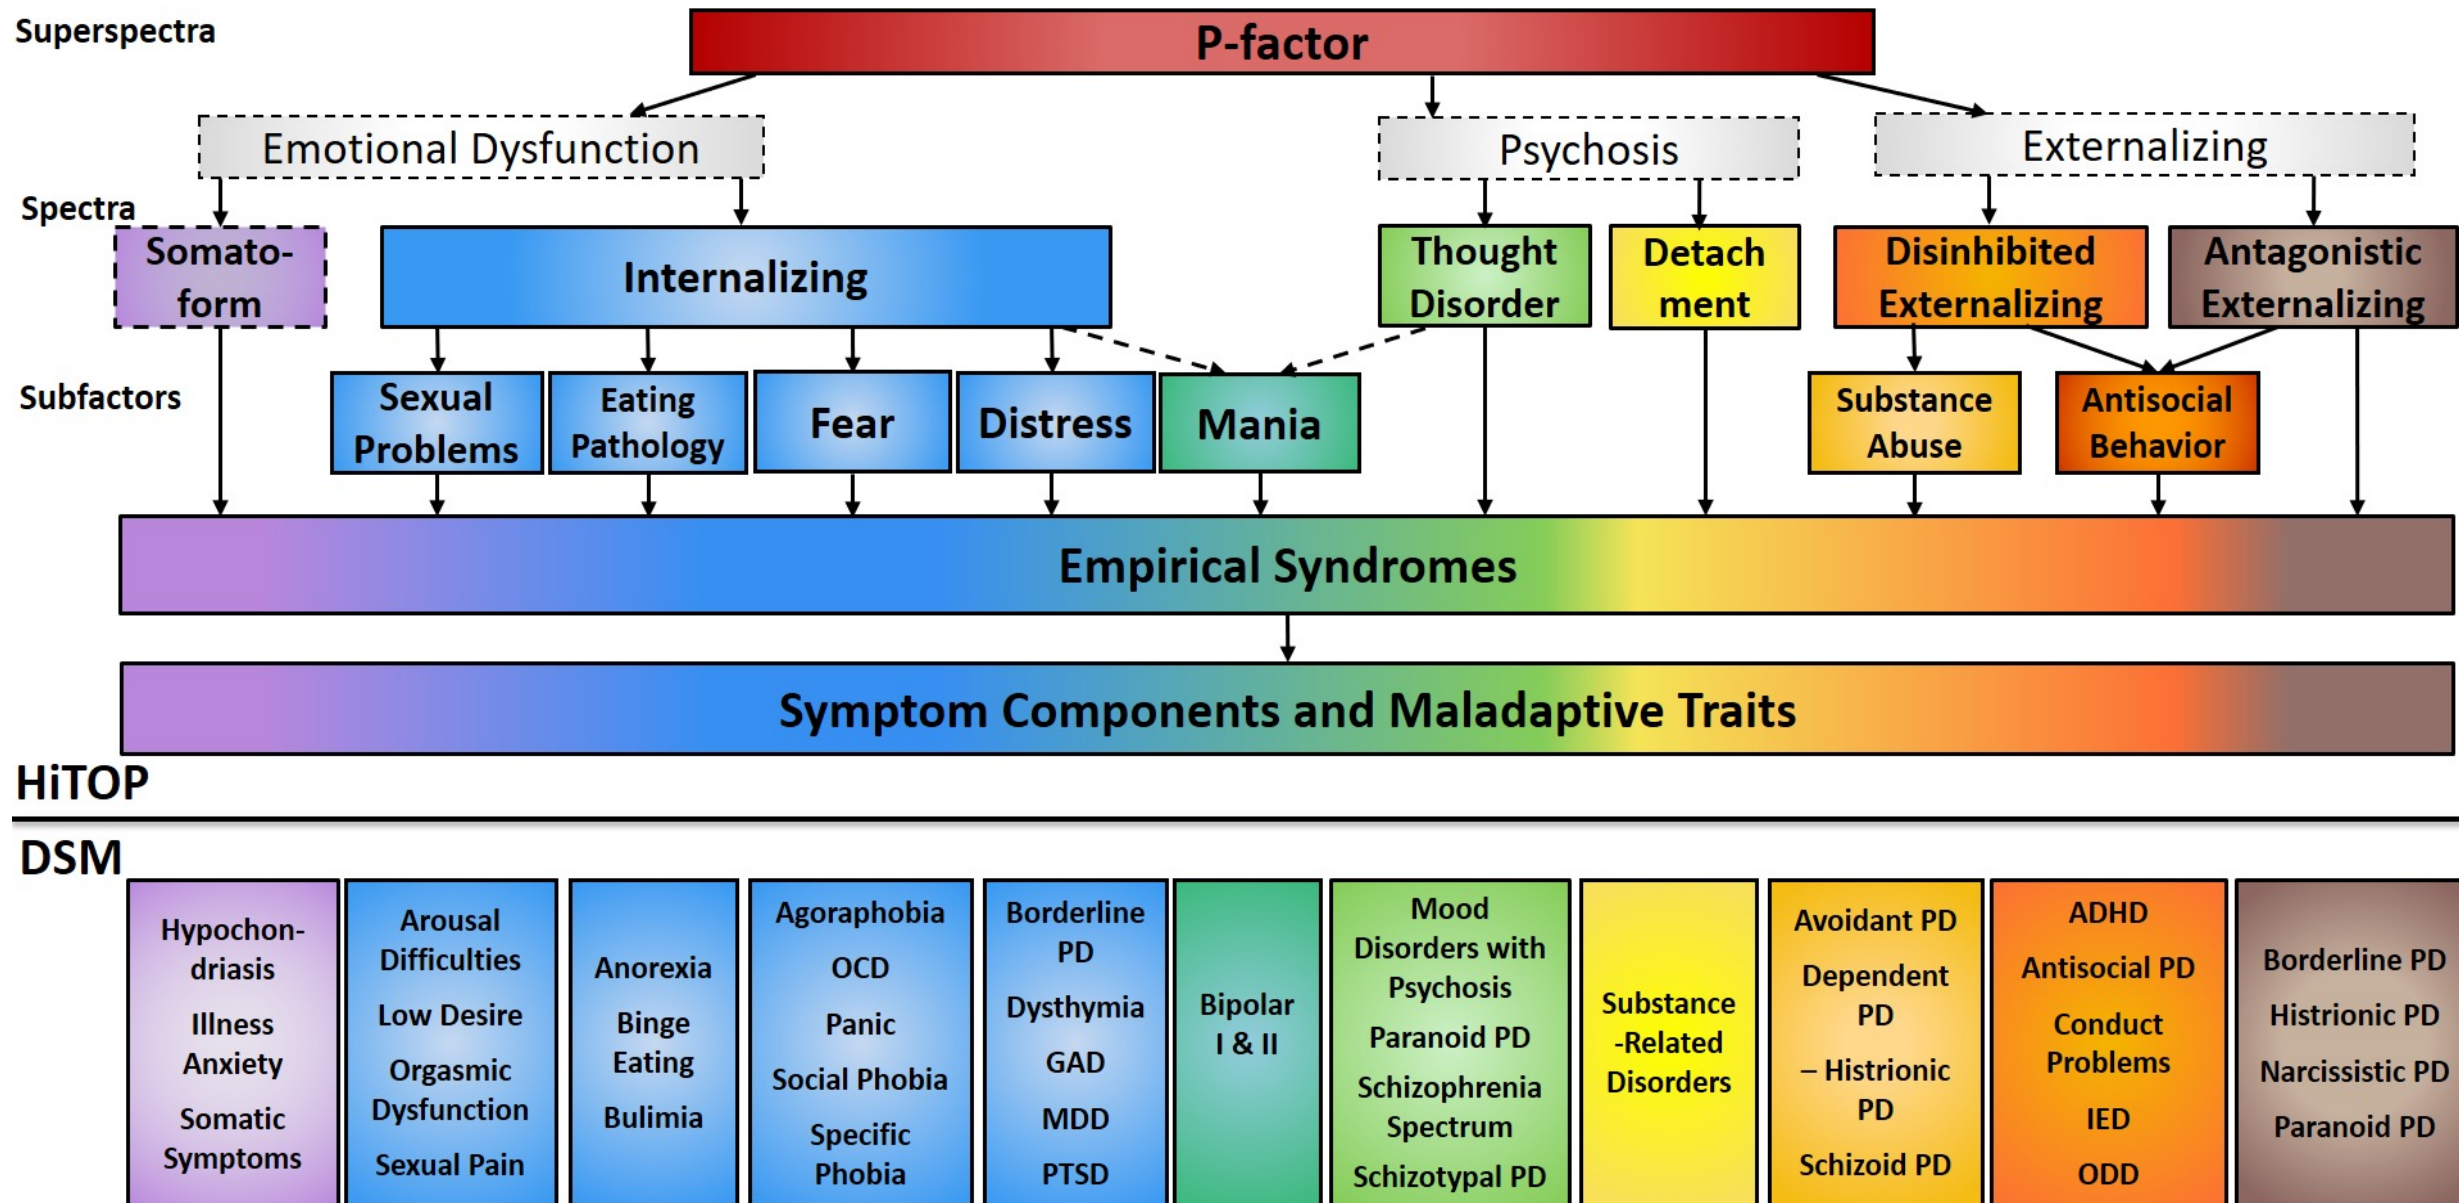 Superspectra
P-factor
Emotional Dysfunction
Psychosis
Externalizing
Spectra
Somato-
form
Internalizing
Thought
Disorder
Detach
ment
Disinhibited
Externalizing
Antagonistic
Externalizing
Subfactors
Sexual
Problems
Eating
Pathology
Fear
Distress
Mania
Substance
Abuse
Antisocial
Behavior
Empirical Syndromes
Symptom Components and Maladaptive Traits
HiTOP
DSM
Hypochon-
driasis
Illness
Anxiety
Somatic
Symptoms
Arousal
Difficulties
Low Desire
Orgasmic
Dysfunction
Sexual Pain
Anorexia
Binge
Eating
Bulimia
Agoraphobia
OCD
Panic
Social Phobia
Specific
Phobia
Borderline
PD
Dysthymia
GAD
MDD
PTSD
Bipolar
I & II
Mood
Disorders with
Psychosis
Paranoid PD
Schizophrenia
Spectrum
Schizotypal PD
Substance
-Related
Disorders
Avoidant PD
Dependent
PD
– Histrionic
PD
Schizoid PD
ADHD
Antisocial PD
Conduct
Problems
IED
ODD
Borderline PD
Histrionic PD
Narcissistic PD
Paranoid PD